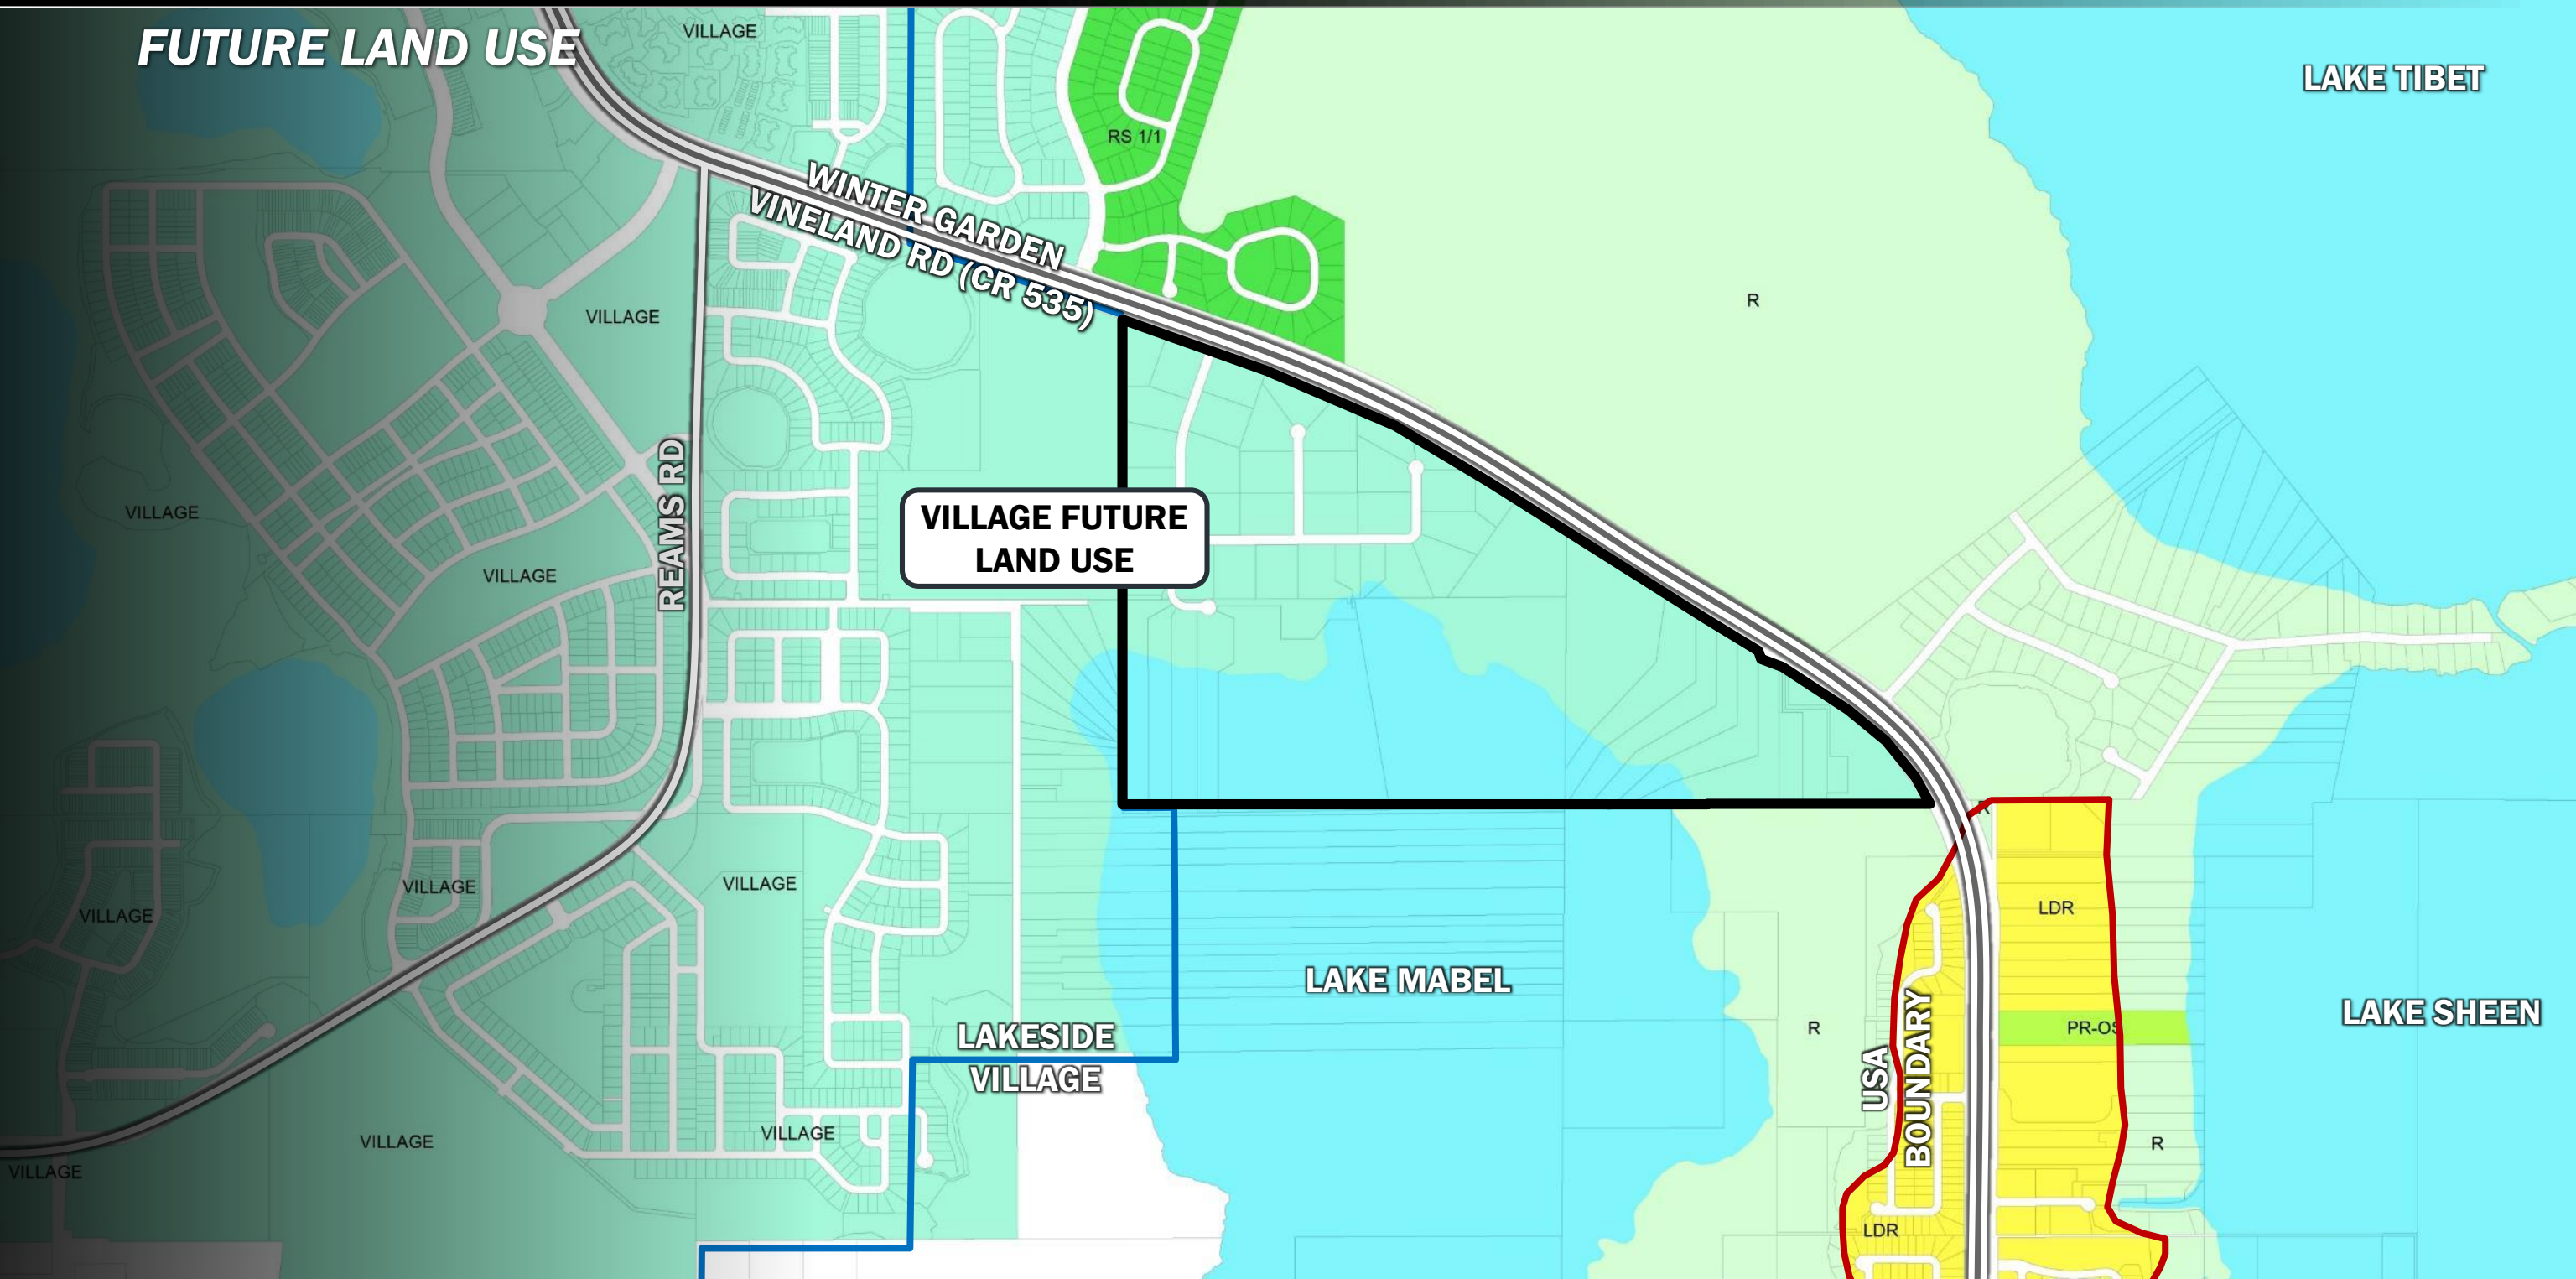 FUTURE LAND USE
VILLAGE
LAKE TIBET
RS 1/1
WINTER GARDEN
VINELAND RD (CR 535)
R
VILLAGE
REAMS RD
VILLAGE
VILLAGE FUTURE
LAND USE
VILLAGE
R
VILLAGE
VILLAGE
VILLAGE
LDR
LAKE MABEL
LAKE SHEEN
R
PR-OS
LAKESIDE
VILLAGE
USA
BOUNDARY
VILLAGE
VILLAGE
R
VILLAGE
LDR